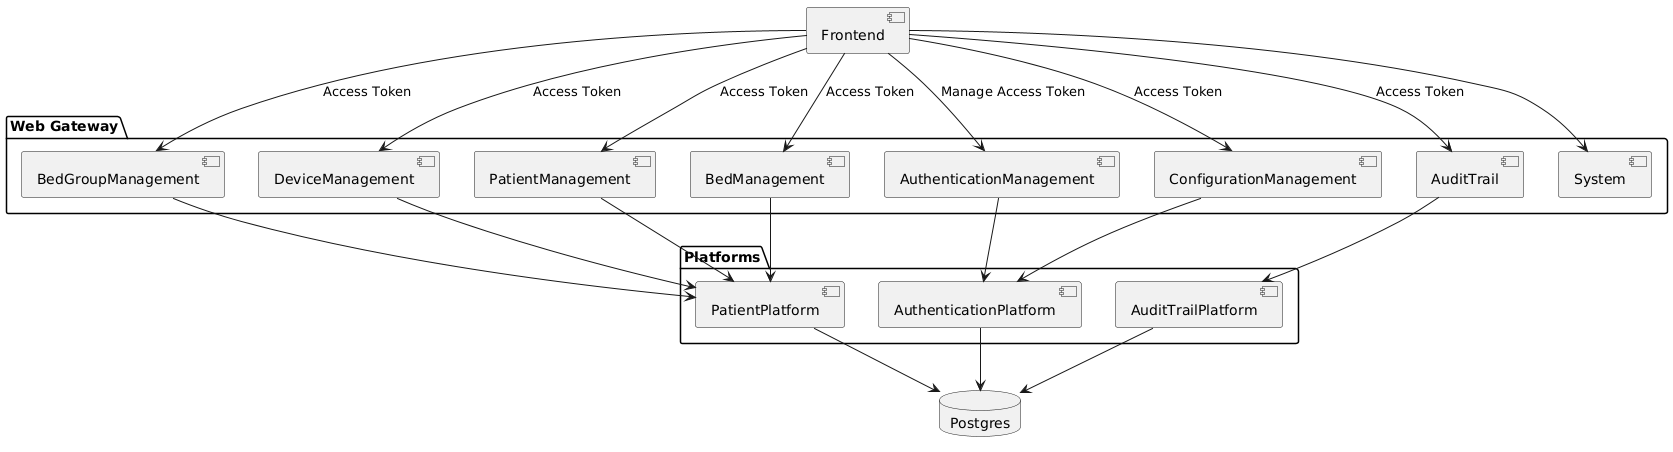 Frontend
Access Token
Access Token
Access Token
Access Token
Manage Access Token
Access Token
Access Token
Web Gateway
BedGroupManagement
DeviceManagement
PatientManagement
BedManagement
AuthenticationManagement
ConfigurationManagement
AuditTrail
System
Platforms
PatientPlatform
AuthenticationPlatform
AuditTrailPlatform
Postgres